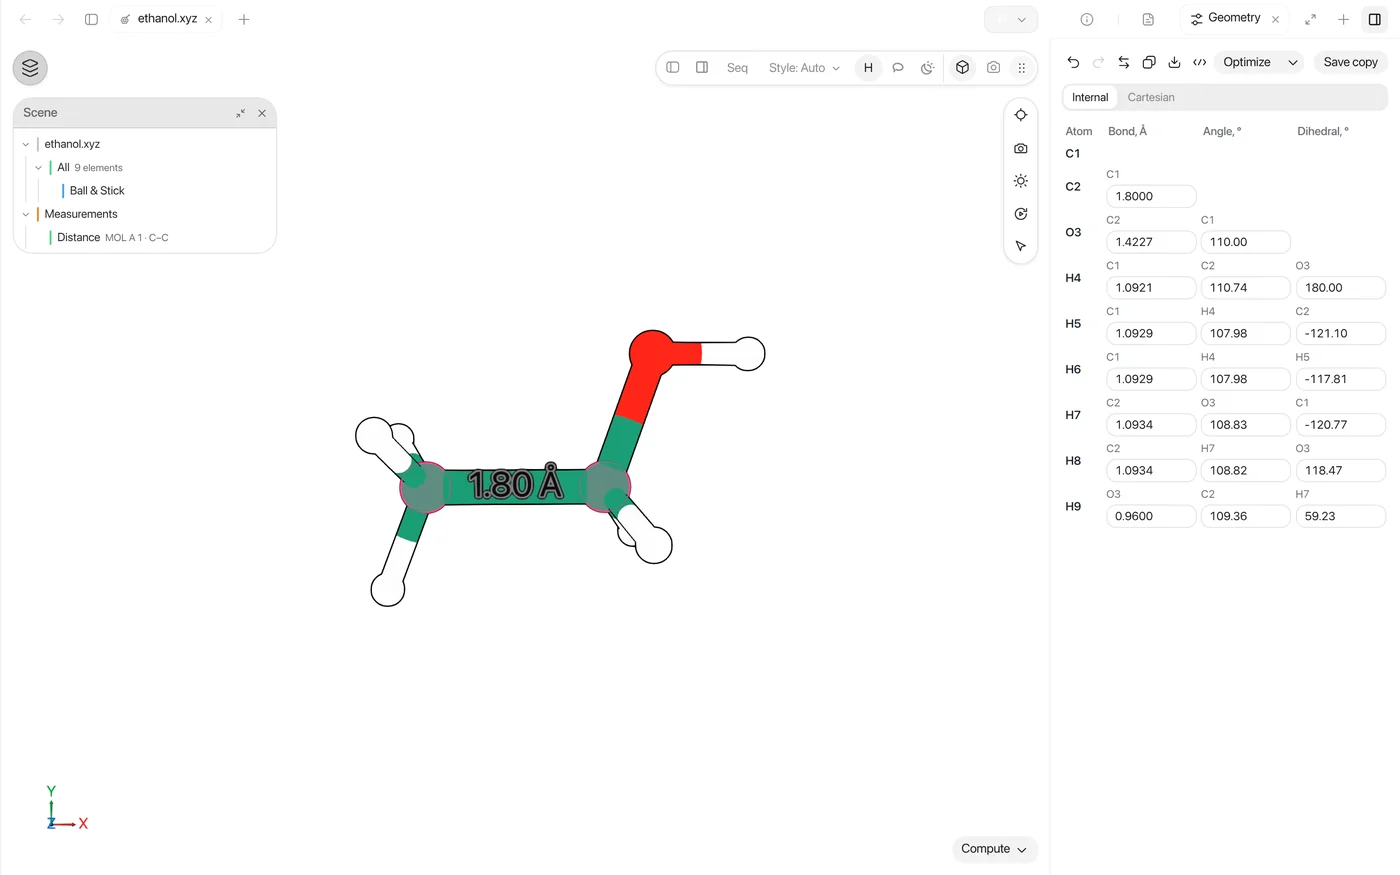 ethanol.xyz
Geometry
Seq
Style: Auto
H
Optimize
Save copy
Scene
ethanol.xyz
All 9 elements
Ball & Stick
Measurements
Distance MOL A 1 · C–C
1.80 Å
Y
Z
X
Compute
Internal
Cartesian
Atom Bond, Å Angle, ° Dihedral, °
C1
C1
C2 1.8000
C2 C1
O3 1.4227 110.00
C1 C2 O3
H4 1.0921 110.74 180.00
C1 H4 C2
H5 1.0929 107.98 -121.10
C1 H4 H5
H6 1.0929 107.98 -117.81
C2 O3 C1
H7 1.0934 108.83 -120.77
C2 H7 O3
H8 1.0934 108.82 118.47
O3 C2 H7
H9 0.9600 109.36 59.23